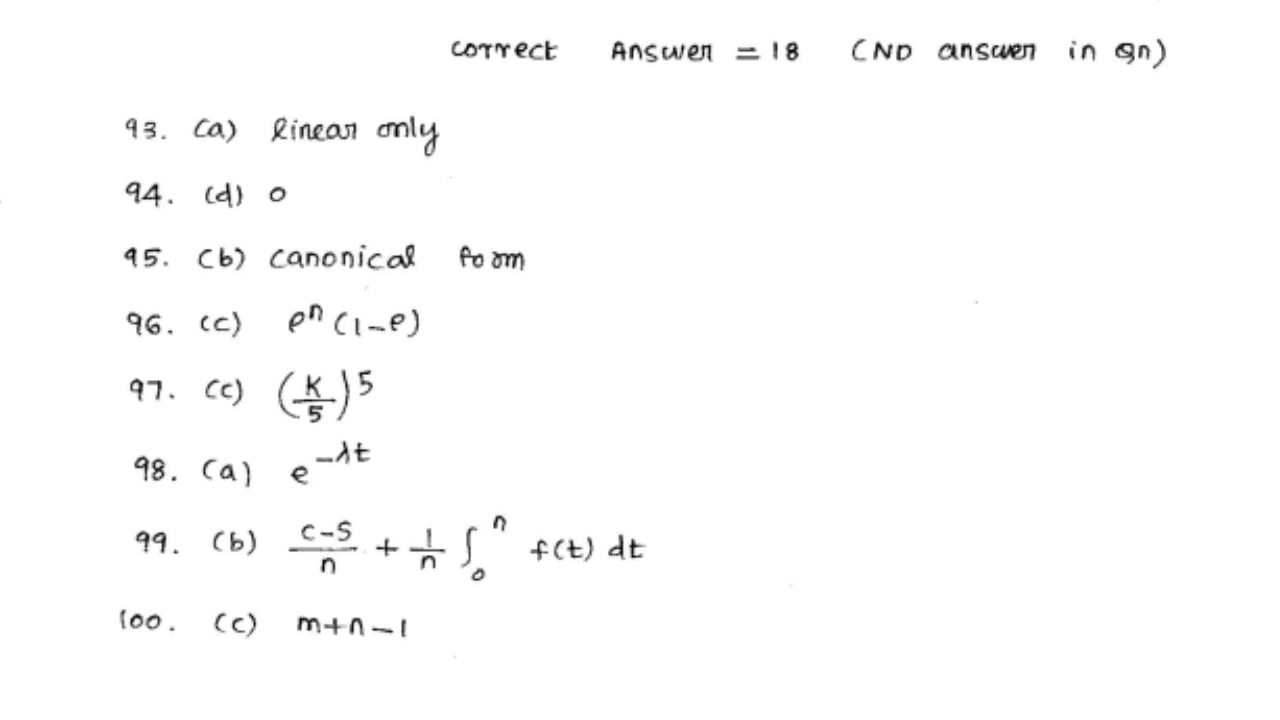 correct Answer = 18 (NO answer in Qn)
93. (a) linear only
94. (d) 0
95. (b) canonical form
96. (c) ρⁿ (1-ρ)
97. (c) (K/5)⁵
98. (a) e^-λt
99. (b) (c-s)/n + 1/n ∫₀ⁿ f(t) dt
100. (c) m+n-1